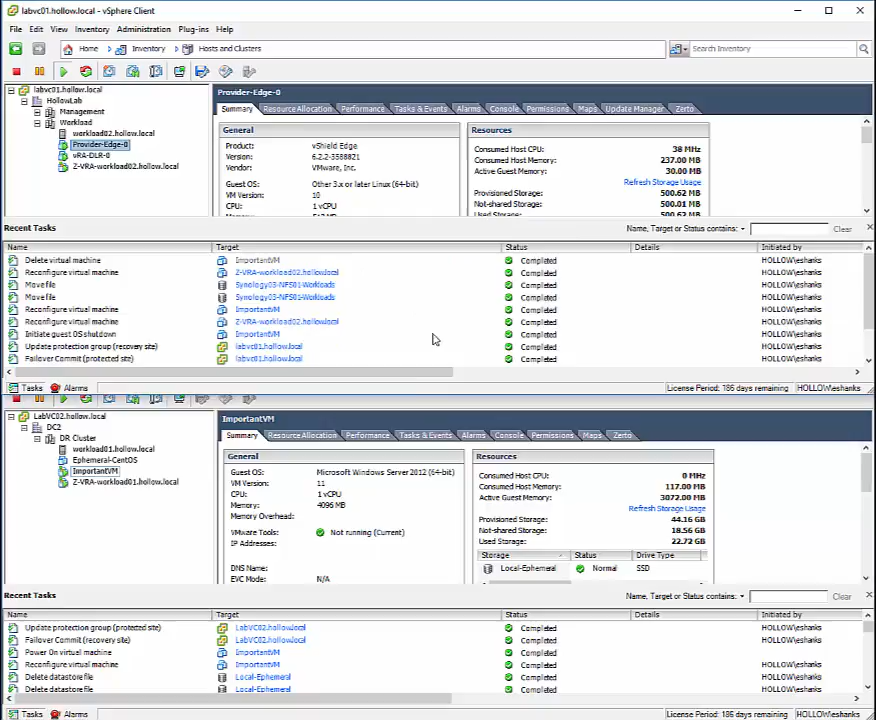 labvc01.hollow.local - vSphere Client
File Edit View Inventory Administration Plug-ins Help
Home Inventory Hosts and Clusters Search Inventory
labvc01.hollow.local
HollowLab
Management
Workload
workload02.hollow.local
Provider-Edge-0
vRA-DLR-0
Z-VRA-workload02.hollow.local
Provider-Edge-0
Summary Resource Allocation Performance Tasks & Events Alarms Console Permissions Maps Update Manager Zerto
General
Product: vShield Edge
Version: 6.2.2-3588821
Vendor: VMware, Inc.
Guest OS: Other 3.x or later Linux (64-bit)
VM Version: 10
CPU: 1 vCPU
Resources
Consumed Host CPU: 38 MHz
Consumed Host Memory: 237.00 MB
Active Guest Memory: 30.00 MB
Refresh Storage Usage
Provisioned Storage: 500.62 MB
Not-shared Storage: 500.01 MB
Used Storage: 500.62 MB
Recent Tasks Name, Target or Status contains: Clear
Name Target Status Details Initiated by
Delete virtual machine ImportantVM Completed HOLLOW\eshanks
Reconfigure virtual machine Z-VRA-workload02.hollow.local Completed HOLLOW\eshanks
Move file Synology03-NFS01-Workloads Completed HOLLOW\eshanks
Move file Synology03-NFS01-Workloads Completed HOLLOW\eshanks
Reconfigure virtual machine ImportantVM Completed HOLLOW\eshanks
Reconfigure virtual machine Z-VRA-workload02.hollow.local Completed HOLLOW\eshanks
Initiate guest OS shutdown ImportantVM Completed HOLLOW\eshanks
Update protection group (recovery site) labvc01.hollow.local Completed HOLLOW\eshanks
Failover Commit (protected site) labvc01.hollow.local Completed HOLLOW\eshanks
Tasks Alarms License Period: 186 days remaining HOLLOW\eshanks
LabVC02.hollow.local
DC2
DR Cluster
workload01.hollow.local
Ephemeral-CentOS
ImportantVM
Z-VRA-workload01.hollow.local
ImportantVM
Summary Resource Allocation Performance Tasks & Events Alarms Console Permissions Maps Zerto
General
Guest OS: Microsoft Windows Server 2012 (64-bit)
VM Version: 11
CPU: 1 vCPU
Memory: 4096 MB
Memory Overhead:
VMware Tools: Not running (Current)
IP Addresses:
DNS Name:
EVC Mode: N/A
Resources
Consumed Host CPU: 0 MHz
Consumed Host Memory: 117.00 MB
Active Guest Memory: 3072.00 MB
Refresh Storage Usage
Provisioned Storage: 44.16 GB
Not-shared Storage: 18.56 GB
Used Storage: 22.72 GB
Storage Status Drive Type
Local-Ephemeral Normal SSD
Recent Tasks Name, Target or Status contains: Clear
Name Target Status Details Initiated by
Update protection group (protected site) LabVC02.hollow.local Completed HOLLOW\eshanks
Failover Commit (recovery site) LabVC02.hollow.local Completed HOLLOW\eshanks
Power On virtual machine ImportantVM Completed
Reconfigure virtual machine ImportantVM Completed HOLLOW\eshanks
Delete datastore file Local-Ephemeral Completed HOLLOW\eshanks
Delete datastore file Local-Ephemeral Completed HOLLOW\eshanks
Tasks Alarms License Period: 186 days remaining HOLLOW\eshanks